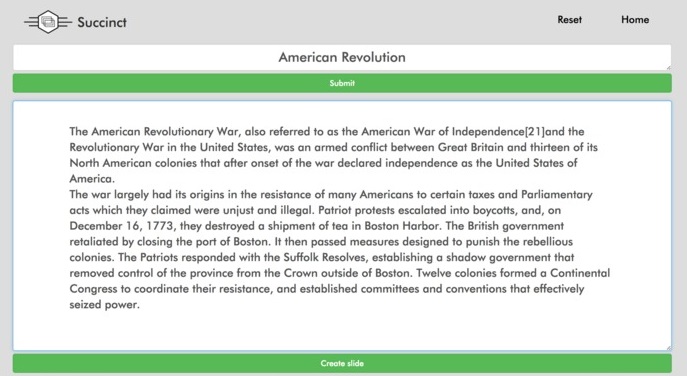 Succinct
Reset
Home
American Revolution
Submit
The American Revolutionary War, also referred to as the American War of Independence[21]and the
Revolutionary War in the United States, was an armed conflict between Great Britain and thirteen of its
North American colonies that after onset of the war declared independence as the United States of
America.
The war largely had its origins in the resistance of many Americans to certain taxes and Parliamentary
acts which they claimed were unjust and illegal. Patriot protests escalated into boycotts, and, on
December 16, 1773, they destroyed a shipment of tea in Boston Harbor. The British government
retaliated by closing the port of Boston. It then passed measures designed to punish the rebellious
colonies. The Patriots responded with the Suffolk Resolves, establishing a shadow government that
removed control of the province from the Crown outside of Boston. Twelve colonies formed a Continental
Congress to coordinate their resistance, and established committees and conventions that effectively
seized power.
Create slide